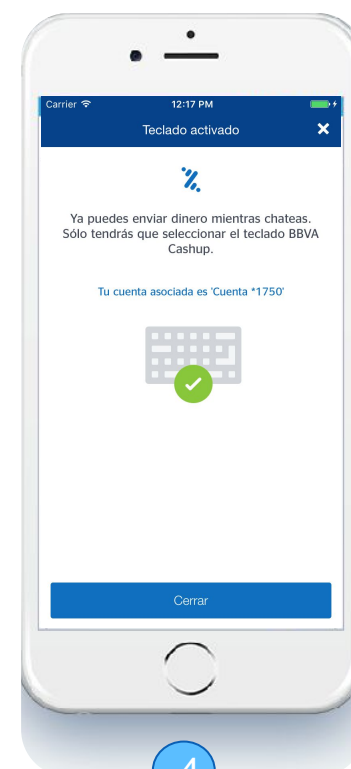 Carrier 12:17 PM
Teclado activado
Ya puedes enviar dinero mientras chateas.
Sólo tendrás que seleccionar el teclado BBVA
Cashup.
Tu cuenta asociada es 'Cuenta *1750'
Cerrar
4